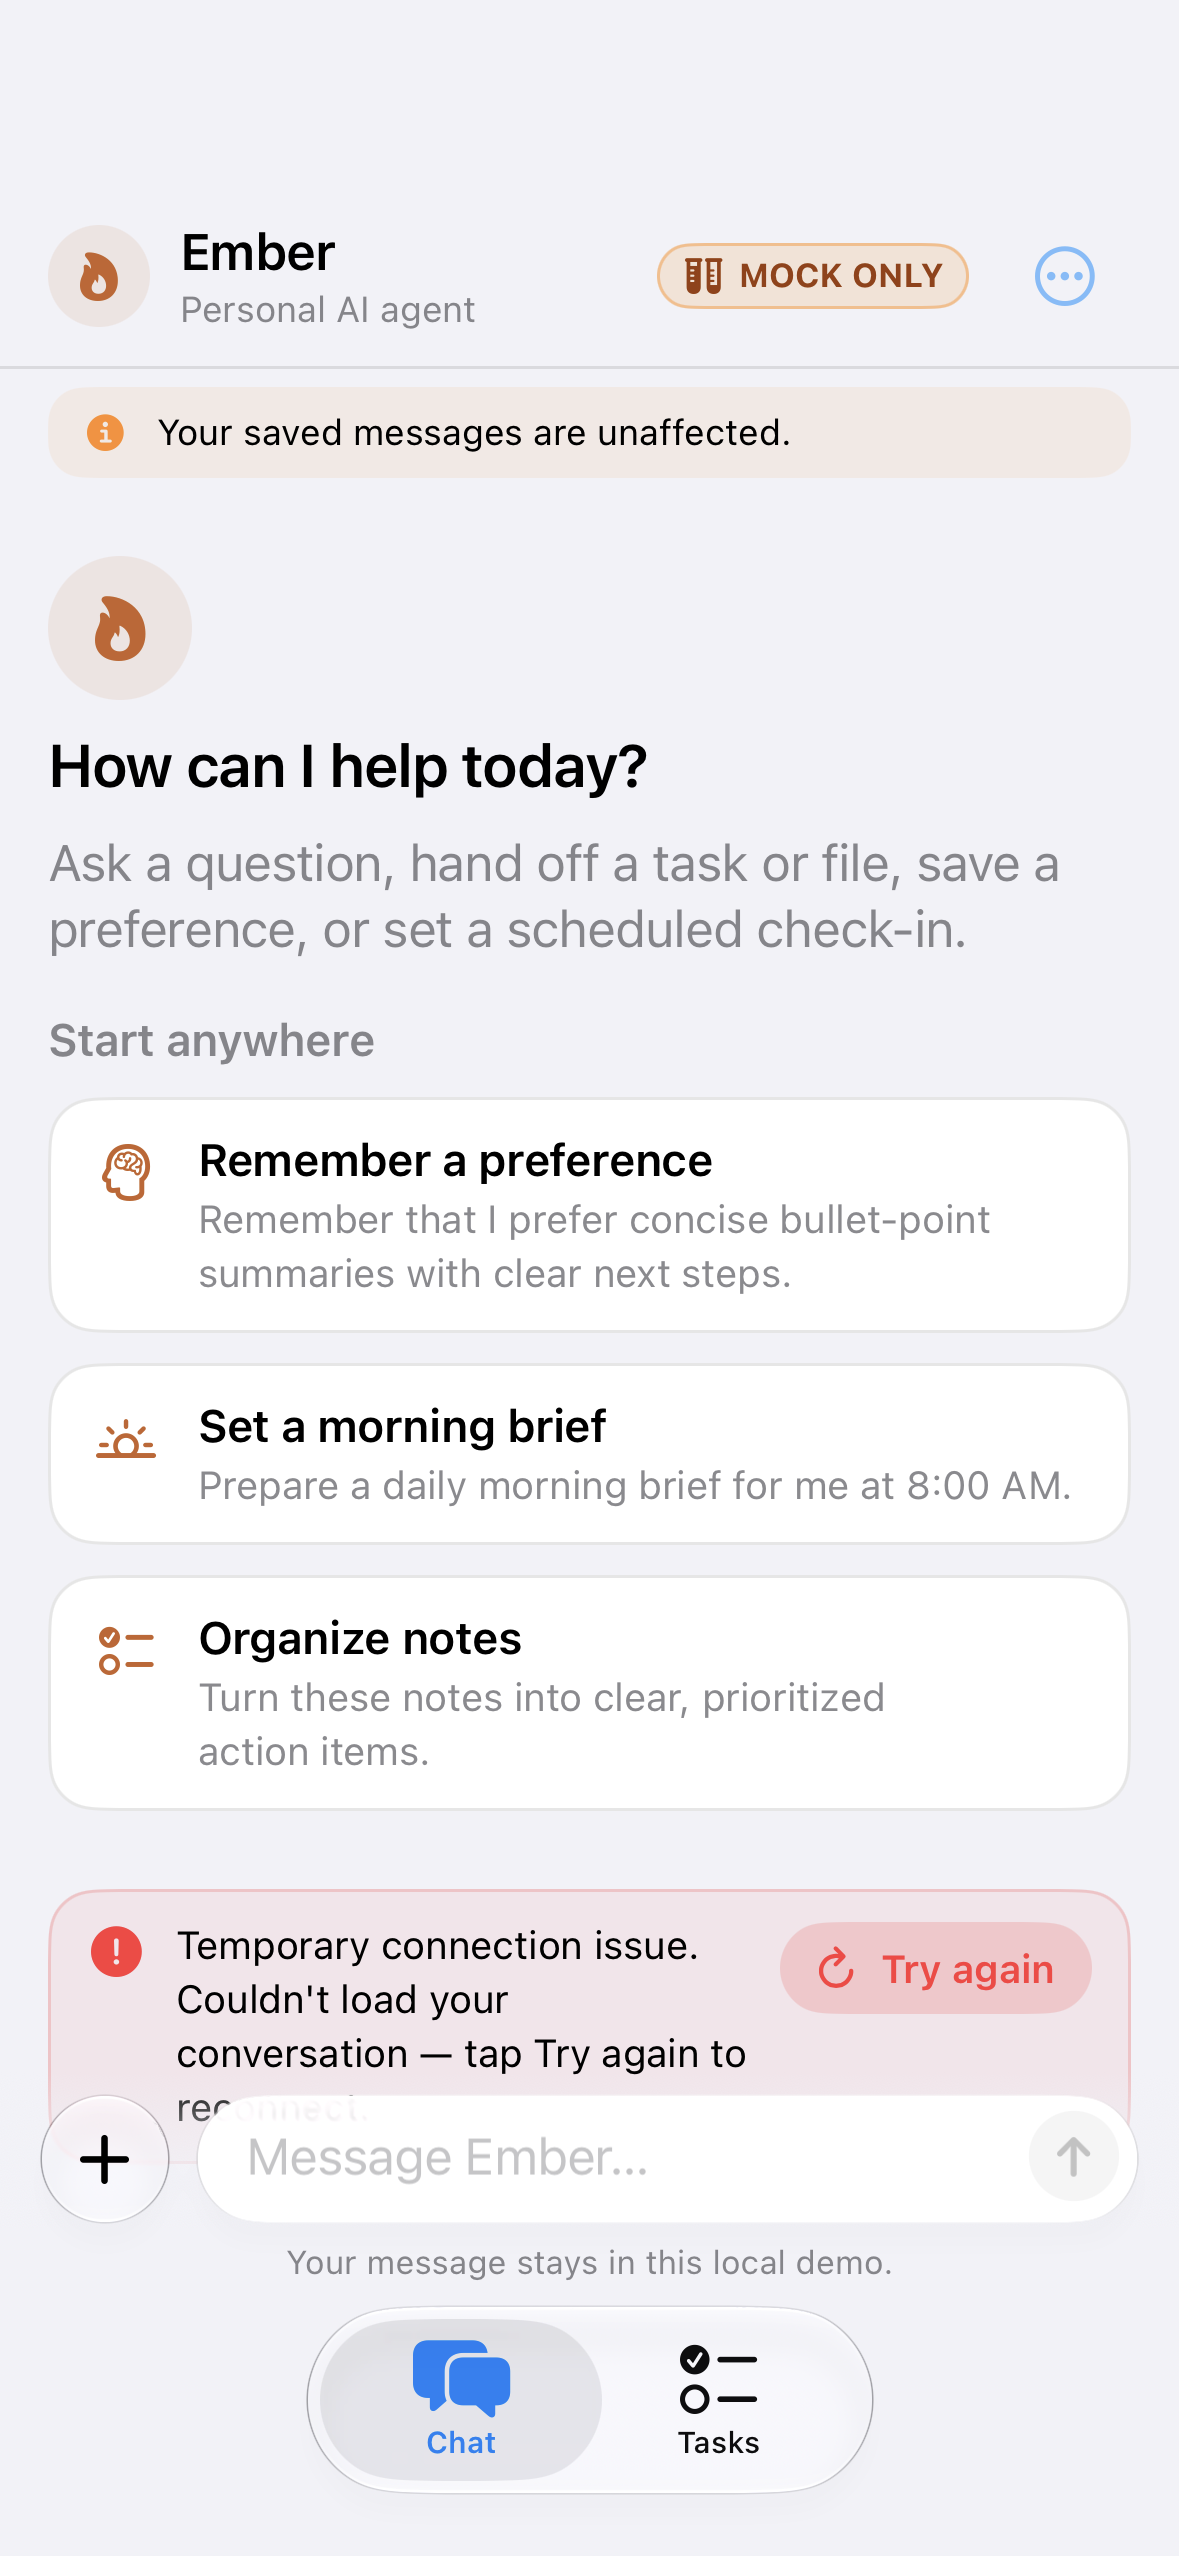 Ember
Personal AI agent
MOCK ONLY
Your saved messages are unaffected.
How can I help today?
Ask a question, hand off a task or file, save a
preference, or set a scheduled check-in.
Start anywhere
Remember a preference
Remember that I prefer concise bullet-point
summaries with clear next steps.
Set a morning brief
Prepare a daily morning brief for me at 8:00 AM.
Organize notes
Turn these notes into clear, prioritized
action items.
Temporary connection issue.
Couldn't load your
conversation — tap Try again to
reconnect.
Try again
Message Ember...
Your message stays in this local demo.
Chat
Tasks